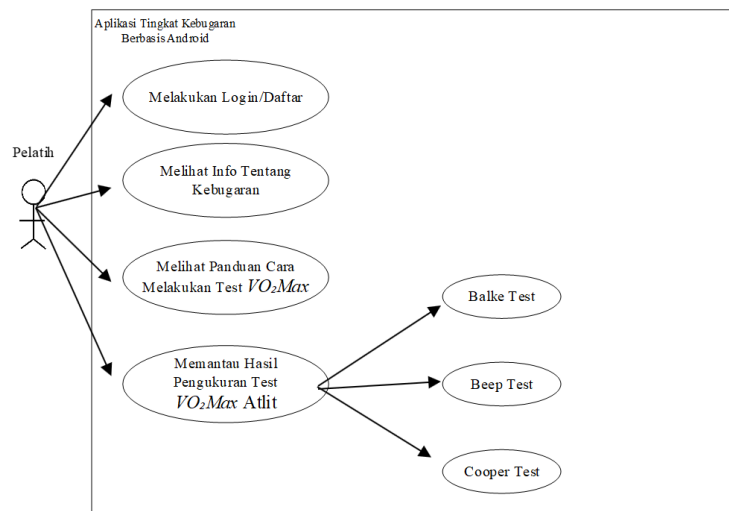 Aplikasi Tingkat Kebugaran
Berbasis Android
Melakukan Login/Daftar
Pelatih
Melihat Info Tentang
Kebugaran
Melihat Panduan Cara
Melakukan Test VO₂Max
Balke Test
Memantau Hasil
Pengukuran Test
VO₂Max Atlit
Beep Test
Cooper Test